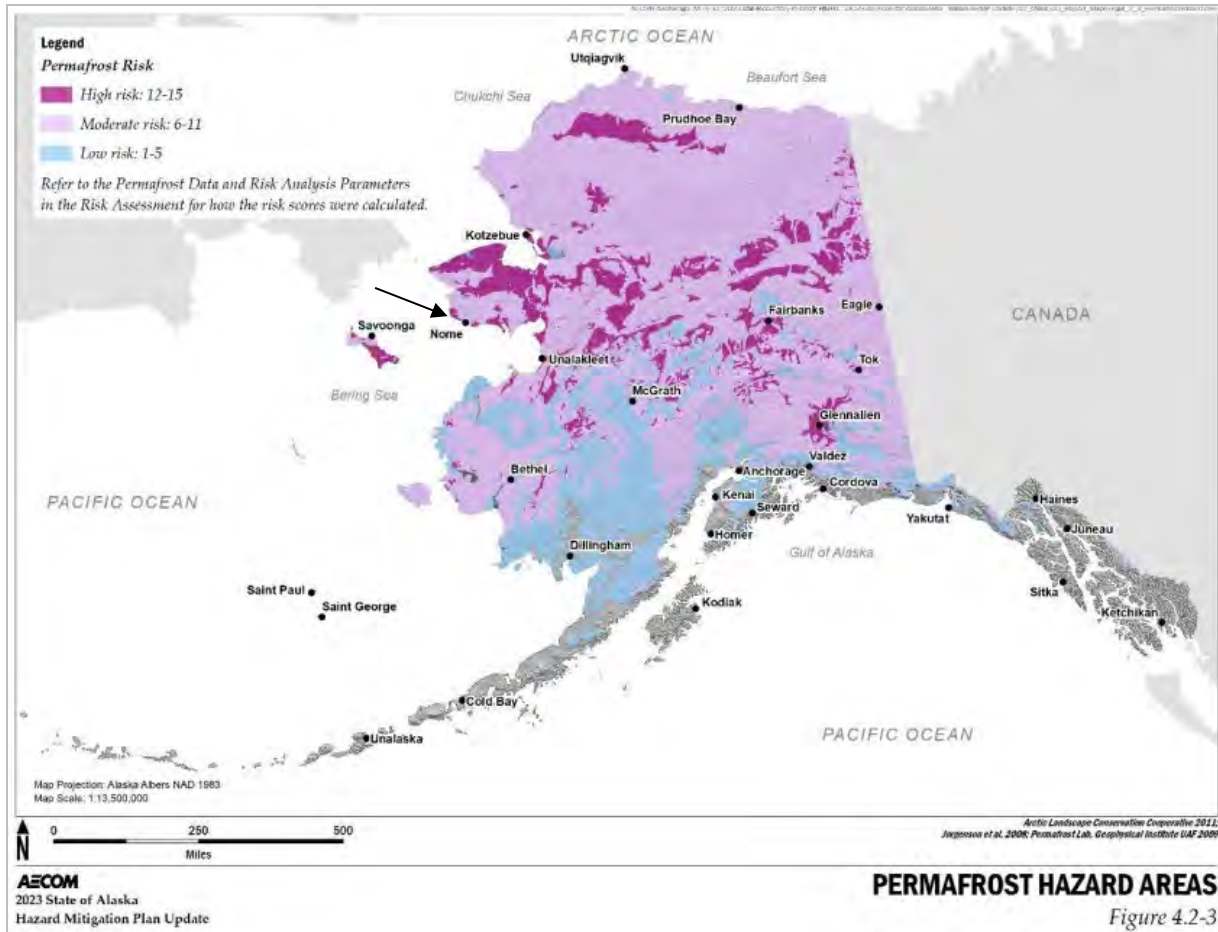 Legend
Permafrost Risk
High risk: 12-15
Moderate risk: 6-11
Low risk: 1-5
Refer to the Permafrost Data and Risk Analysis Parameters
in the Risk Assessment for how the risk scores were calculated.
ARCTIC OCEAN
Utqiagvik
Beaufort Sea
Chukchi Sea
Prudhoe Bay
Kotzebue
Eagle
Fairbanks
CANADA
Savoonga
Nome
Unalakleet
Tok
McGrath
Bering Sea
Glennallen
Valdez
Bethel
Anchorage
Cordova
PACIFIC OCEAN
Kenai
Seward
Yakutat
Haines
Juneau
Homer
Gulf of Alaska
Dillingham
Sitka
Saint Paul
Saint George
Kodiak
Ketchikan
Cold Bay
PACIFIC OCEAN
Unalaska
Map Projection: Alaska Albers NAD 1983
Map Scale: 1:13,500,000
N
0 250 500
Miles
Arctic Landscape Conservation Cooperative 2011;
Jorgenson et al. 2008; Permafrost Lab, Geophysical Institute UAF 2009
AECOM
2023 State of Alaska
Hazard Mitigation Plan Update
PERMAFROST HAZARD AREAS
Figure 4.2-3